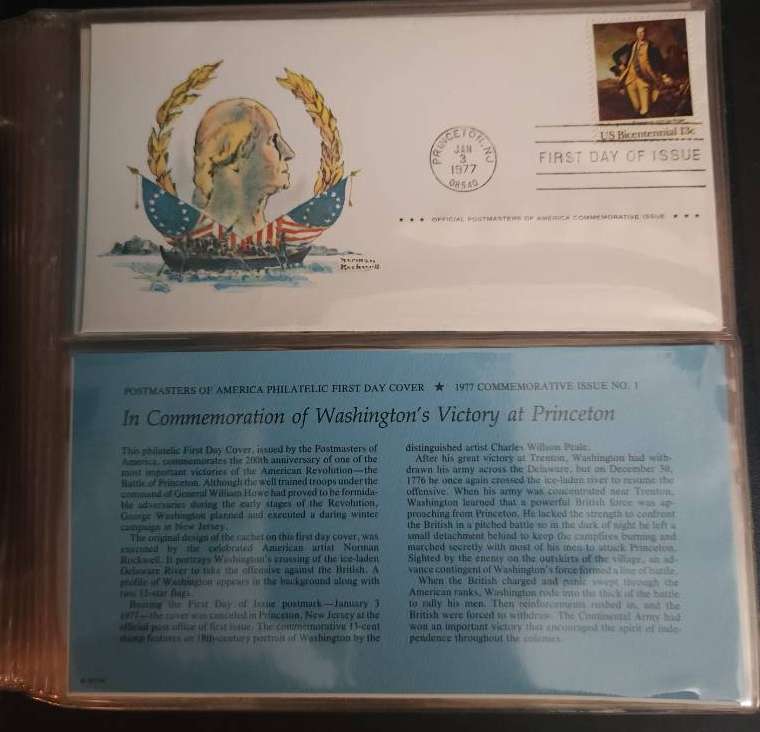 US Bicentennial 13c
PRINCETON, NJ
JAN
3
1977
08540
FIRST DAY OF ISSUE
★ ★ ★ OFFICIAL POSTMASTERS OF AMERICA COMMEMORATIVE ISSUE ★ ★ ★
Norman
Rockwell
POSTMASTERS OF AMERICA PHILATELIC FIRST DAY COVER ★ 1977 COMMEMORATIVE ISSUE NO. 1
In Commemoration of Washington's Victory at Princeton
This philatelic First Day Cover, issued by the Postmasters of
America, commemorates the 200th anniversary of one of the
most important victories of the American Revolution—the
Battle of Princeton. Although the well trained troops under the
command of General William Howe had proved to be formida-
ble adversaries during the early stages of the Revolution,
George Washington planned and executed a daring winter
campaign in New Jersey.
The original design of the cachet on this first day cover, was
executed by the celebrated American artist Norman
Rockwell. It portrays Washington's crossing of the ice-laden
Delaware River to take the offensive against the British. A
profile of Washington appears in the background along with
two 13-star flags.
Bearing the First Day of Issue postmark—January 3
1977—the cover was canceled in Princeton, New Jersey at the
official post office of first issue. The commemorative 13-cent
stamp features an 18th-century portrait of Washington by the
distinguished artist Charles Willson Peale.
After his great victory at Trenton, Washington had with-
drawn his army across the Delaware, but on December 30,
1776 he once again crossed the ice-laden river to resume the
offensive. When his army was concentrated near Trenton,
Washington learned that a powerful British force was ap-
proaching from Princeton. He lacked the strength to confront
the British in a pitched battle so in the dark of night he left a
small detachment behind to keep the campfires burning and
marched secretly with most of his men to attack Princeton.
Sighted by the enemy on the outskirts of the village, an ad-
vance contingent of Washington's force formed a line of battle.
When the British charged and panic swept through the
American ranks, Washington rode into the thick of the battle
to rally his men. Then reinforcements rushed in, and the
British were forced to withdraw. The Continental Army had
won an important victory that encouraged the spirit of inde-
pendence throughout the colonies.